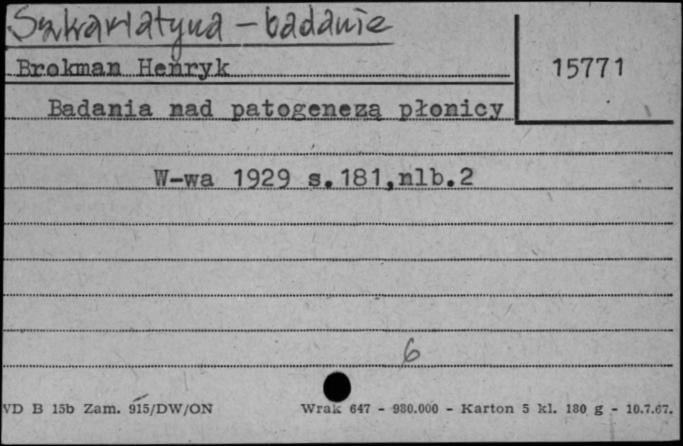 Szkarlatyna - badanie
Brokman Henryk
15771
Badania nad patogenezą płonicy
W-wa 1929 s.181,nlb.2
6
VD B 15b Zam. 915/DW/ON
Wrak 647 - 980.000 - Karton 5 kl. 180 g - 10.7.67.